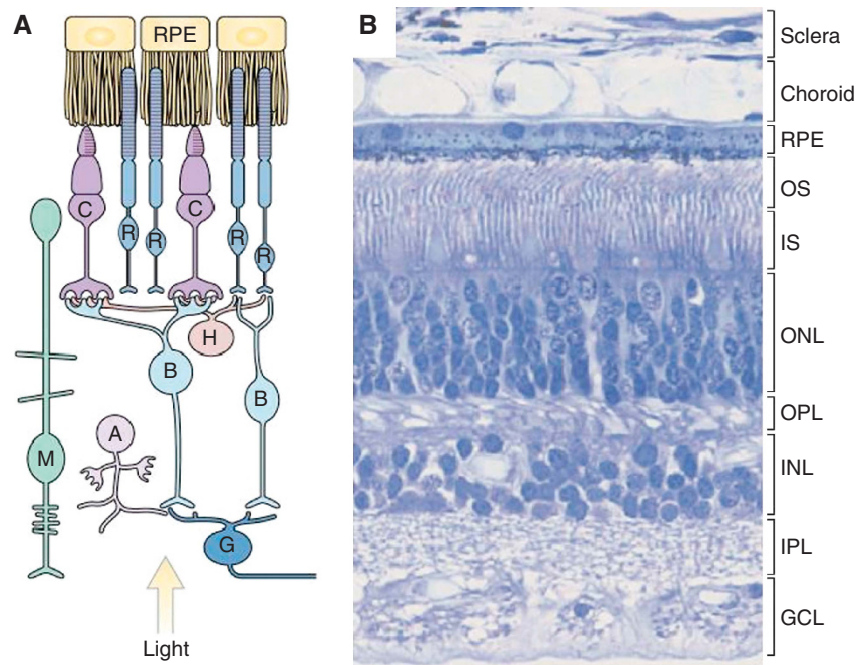 A
RPE
C
C
R
R
R
R
H
B
B
A
M
G
Light
B
Sclera
Choroid
RPE
OS
IS
ONL
OPL
INL
IPL
GCL